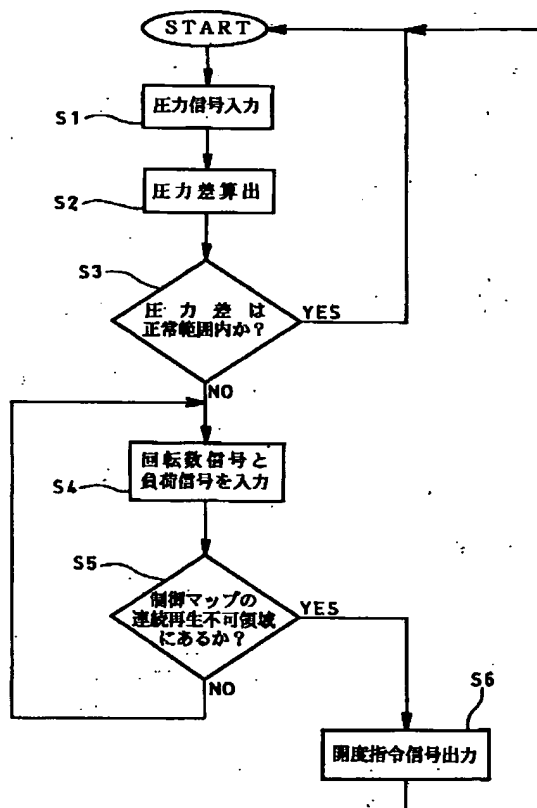 START
S1
圧力信号入力
S2
圧力差算出
S3
圧力差は
正常範囲内か？
YES
NO
S4
回転数信号と
負荷信号を入力
S5
制御マップの
連続再生不可領域
にあるか？
YES
NO
S6
開度指令信号出力